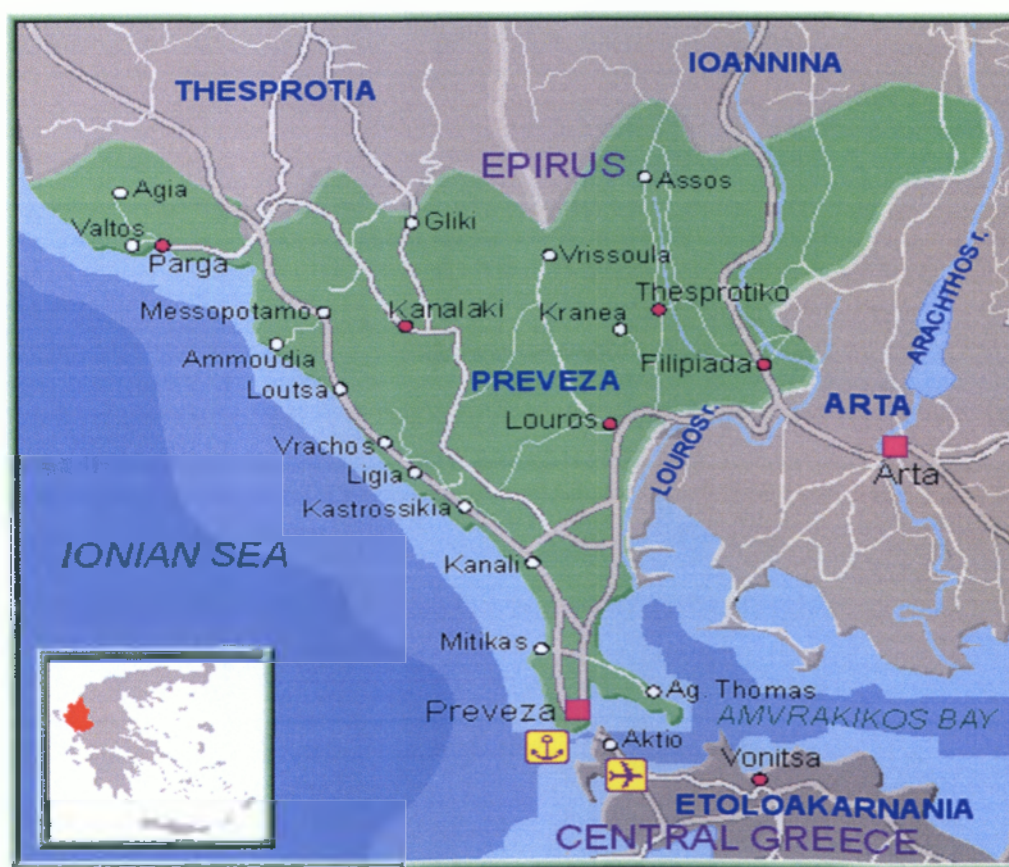 IOANNINA
THESPROTIA
EPIRUS
Assos
Agia
Gliki
Valtos
Parga
Vrissoula
ARACHTHOS r.
Messopotamo
Kanalaki
Thesprotiko
Kranea
Ammoudia
Filipiada
Loutsa
PREVEZA
ARTA
Louros
Vrachos
LOUROS r.
Ligia
Arta
Kastrossikia
IONIAN SEA
Kanali
Mitikas
Ag. Thomas
Preveza
AMVRAKIKOS BAY
Aktio
Vonitsa
ETOLOAKARNANIA
CENTRAL GREECE